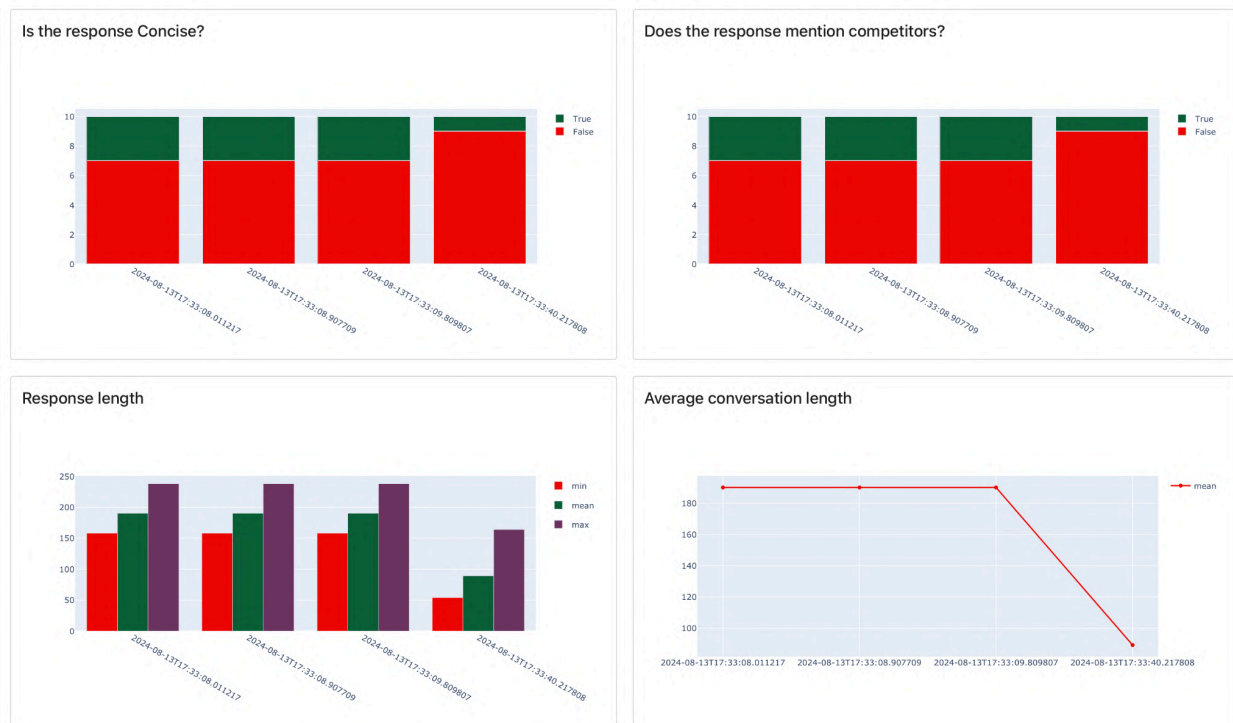 Is the response Concise?
10
8
6
4
2
0
True
False
2024-08-13T17:33:08.011217
2024-08-13T17:33:08.907709
2024-08-13T17:33:09.809807
2024-08-13T17:33:40.217808
Does the response mention competitors?
10
8
6
4
2
0
True
False
2024-08-13T17:33:08.011217
2024-08-13T17:33:08.907709
2024-08-13T17:33:09.809807
2024-08-13T17:33:40.217808
Response length
250
200
150
100
50
0
min
mean
max
2024-08-13T17:33:08.011217
2024-08-13T17:33:08.907709
2024-08-13T17:33:09.809807
2024-08-13T17:33:40.217808
Average conversation length
180
160
140
120
100
mean
2024-08-13T17:33:08.011217
2024-08-13T17:33:08.907709
2024-08-13T17:33:09.809807
2024-08-13T17:33:40.217808